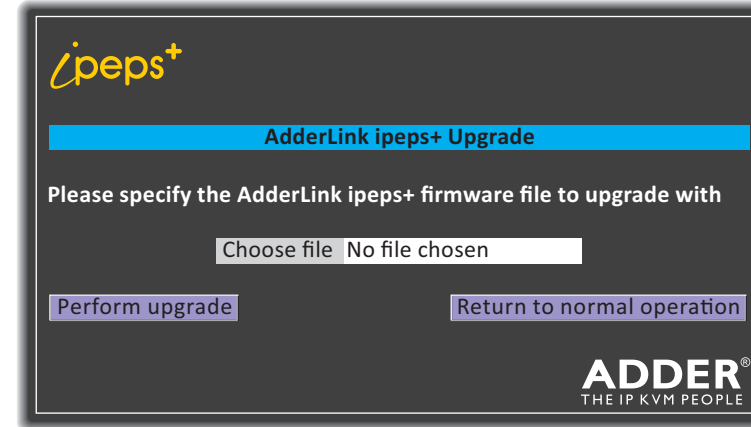 ipeps+
AdderLink ipeps+ Upgrade
Please specify the AdderLink ipeps+ firmware file to upgrade with
Choose file No file chosen
Perform upgrade
Return to normal operation
ADDER®
THE IP KVM PEOPLE